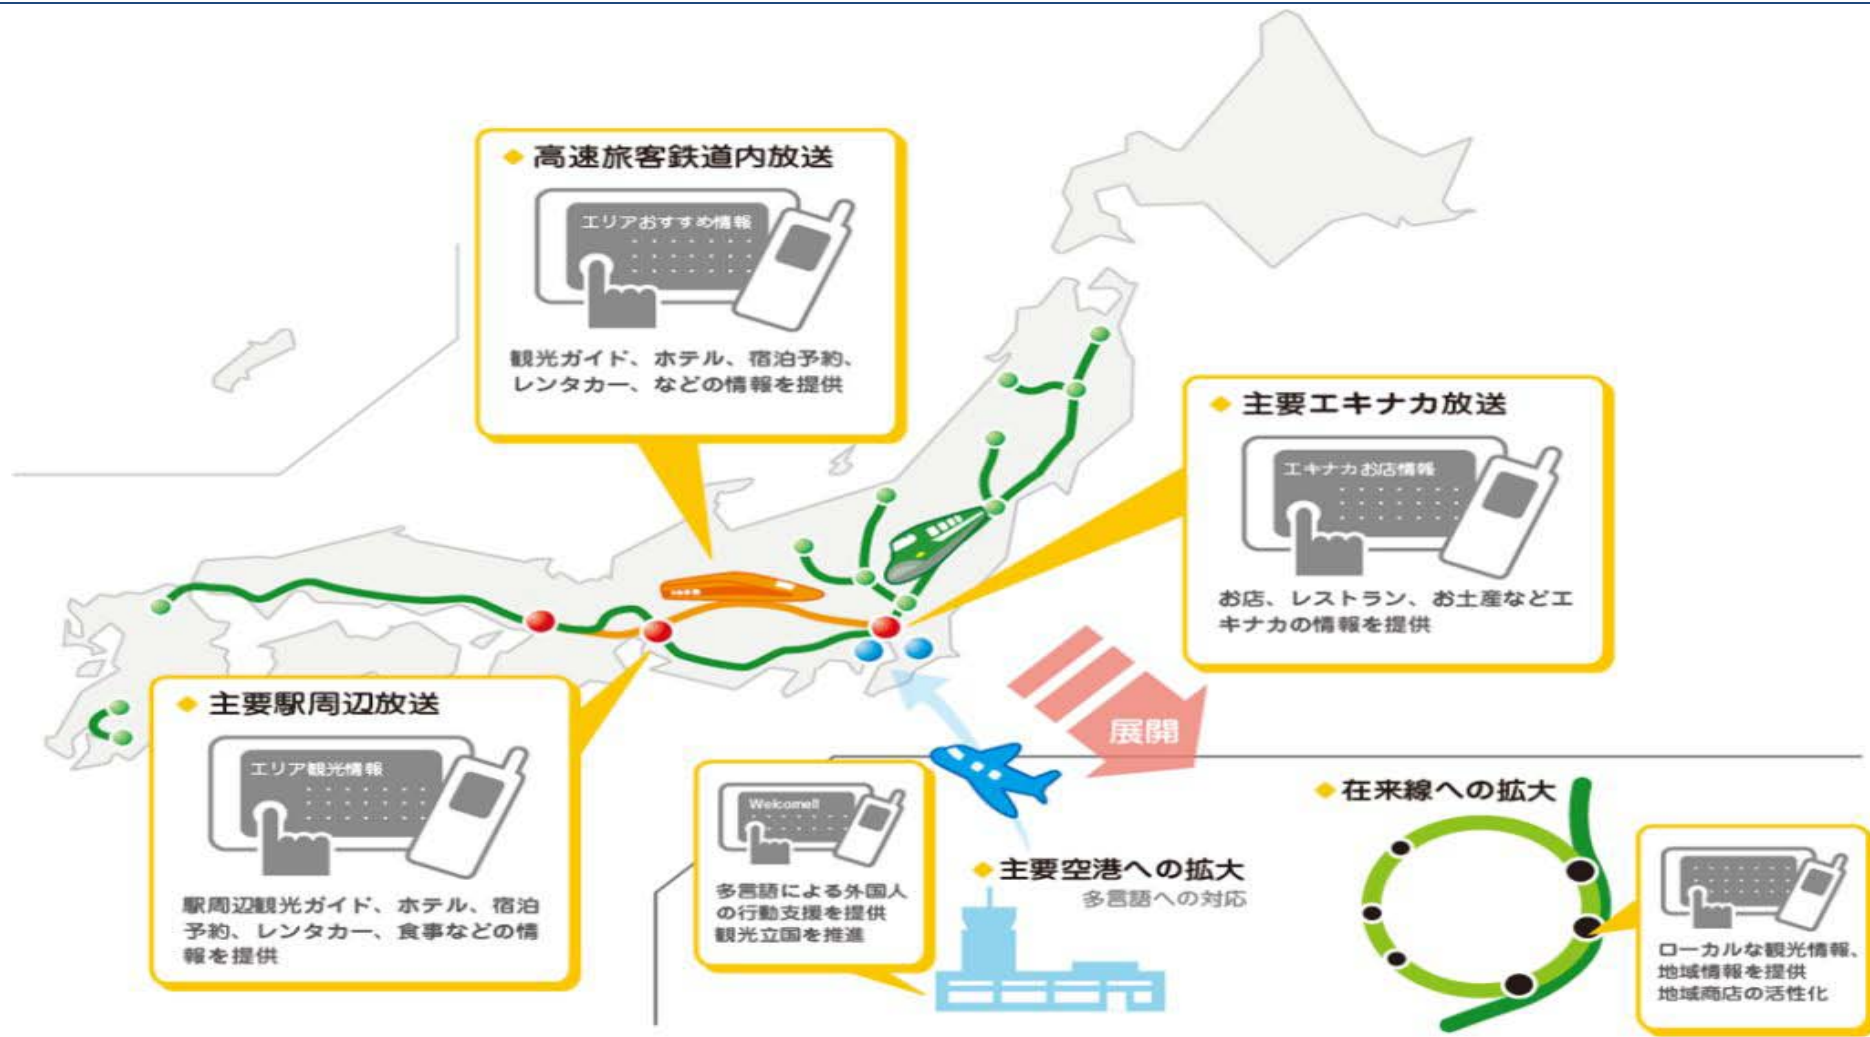 ◆ 高速旅客鉄道内放送
エリアおすすめ情報
観光ガイド、ホテル、宿泊予約、
レンタカー、などの情報を提供
◆ 主要エキナカ放送
エキナカお店情報
お店、レストラン、お土産などエ
キナカの情報を提供
◆ 主要駅周辺放送
エリア観光情報
駅周辺観光ガイド、ホテル、宿泊
予約、レンタカー、食事などの情
報を提供
展開
Welcome!!
多言語による外国人
の行動支援を提供
観光立国を推進
◆ 主要空港への拡大
多言語への対応
◆ 在来線への拡大
ローカルな観光情報、
地域情報を提供
地域商店の活性化